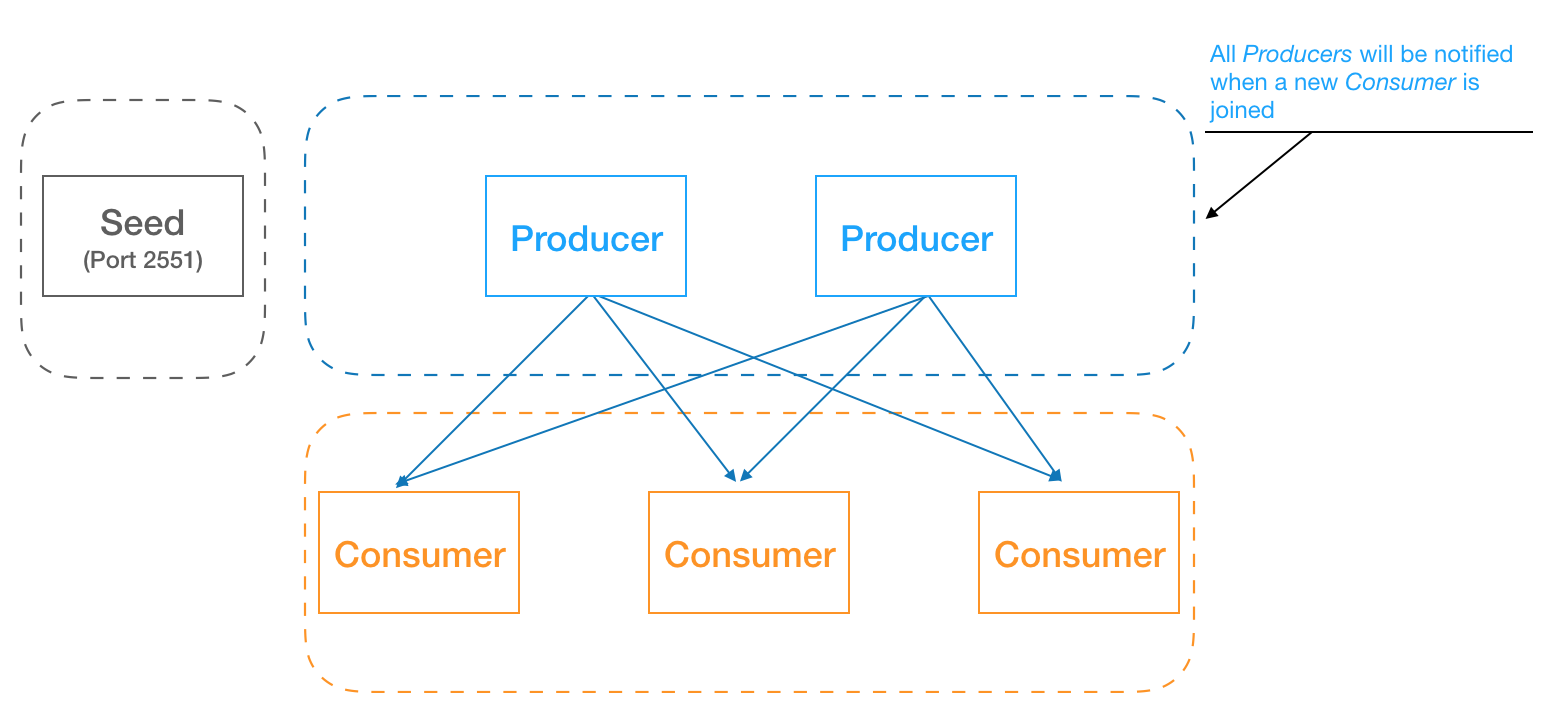 All Producers will be notified
when a new Consumer is
joined
Seed
(Port 2551)
Producer
Producer
Consumer
Consumer
Consumer